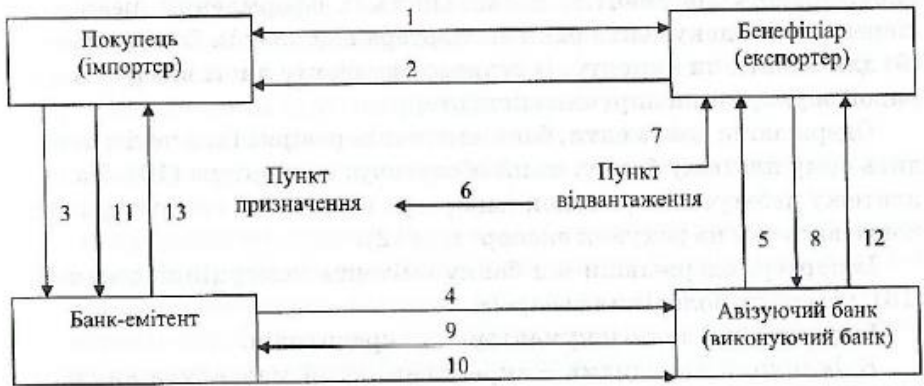 1
Покупець
(імпортер)
Бенефіціар
(експортер)
2
7
Пункт
призначення
6
Пункт
відвантаження
3
11
13
5
8
12
4
Банк-емітент
9
Авізуючий банк
(виконуючий банк)
10